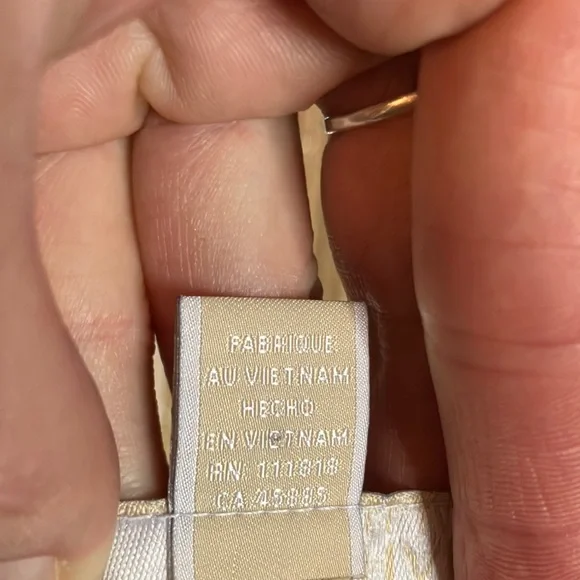 FABRIQUE
AU VIETNAM
HECHO
EN VIETNAM
RN 111818
CA 45885